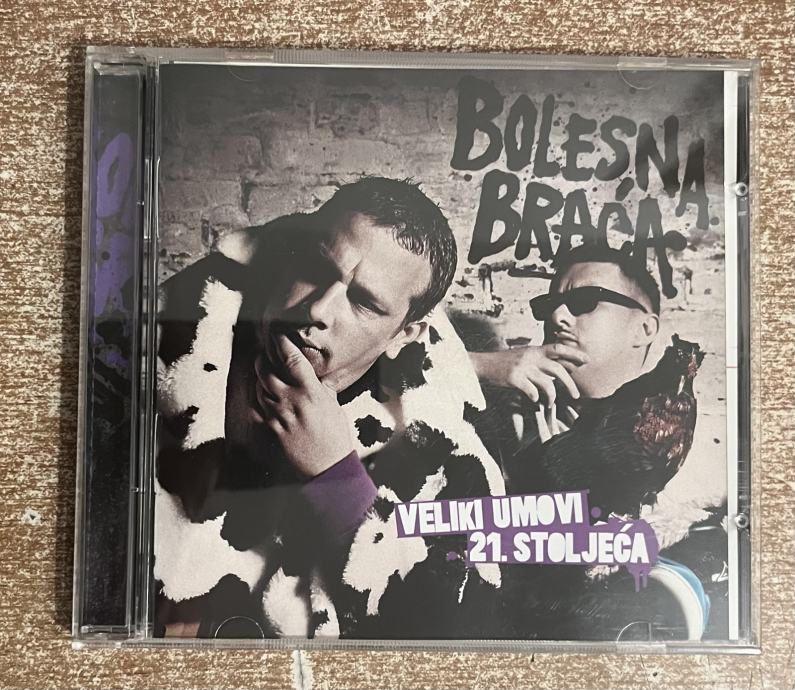 BOLESNA
BRAĆA
VELIKI UMOVI
21. STOLJEĆA